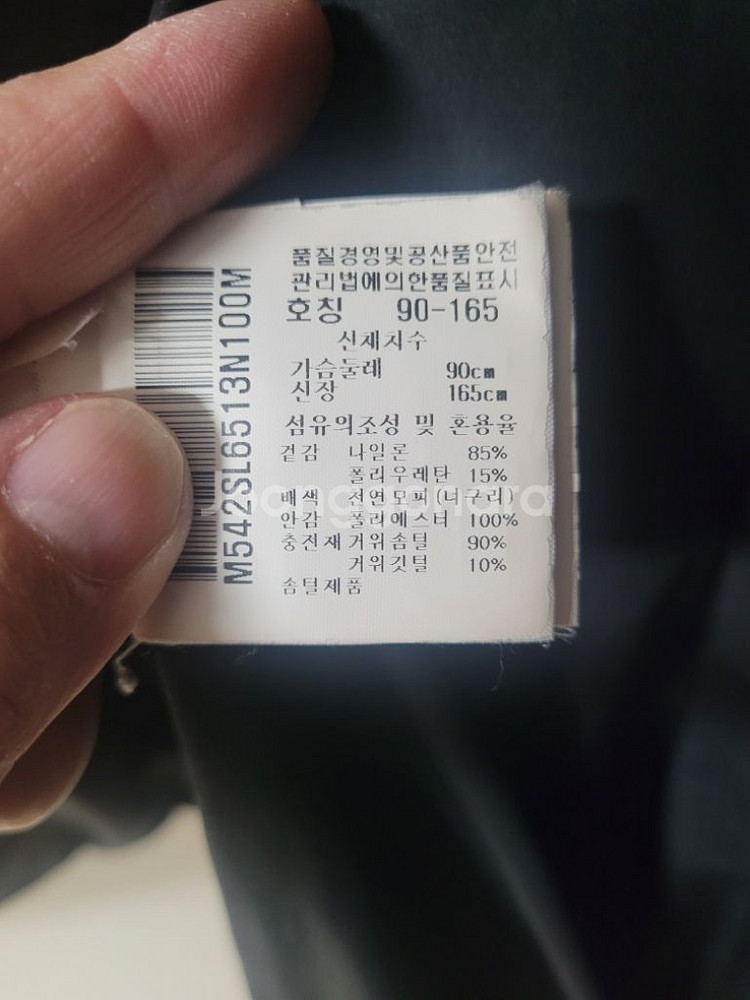 품질경영및공산품안전
관리법에의한품질표시
호칭 90-165
신체치수
가슴둘레 90cm
신장 165cm
섬유의조성 및 혼용율
겉감 나일론 85%
폴리우레탄 15%
배색 천연모피(너구리)
안감 폴리에스터 100%
충전재 거위솜털 90%
거위깃털 10%
솜털제품
M542SL6513N100M
joonggonara